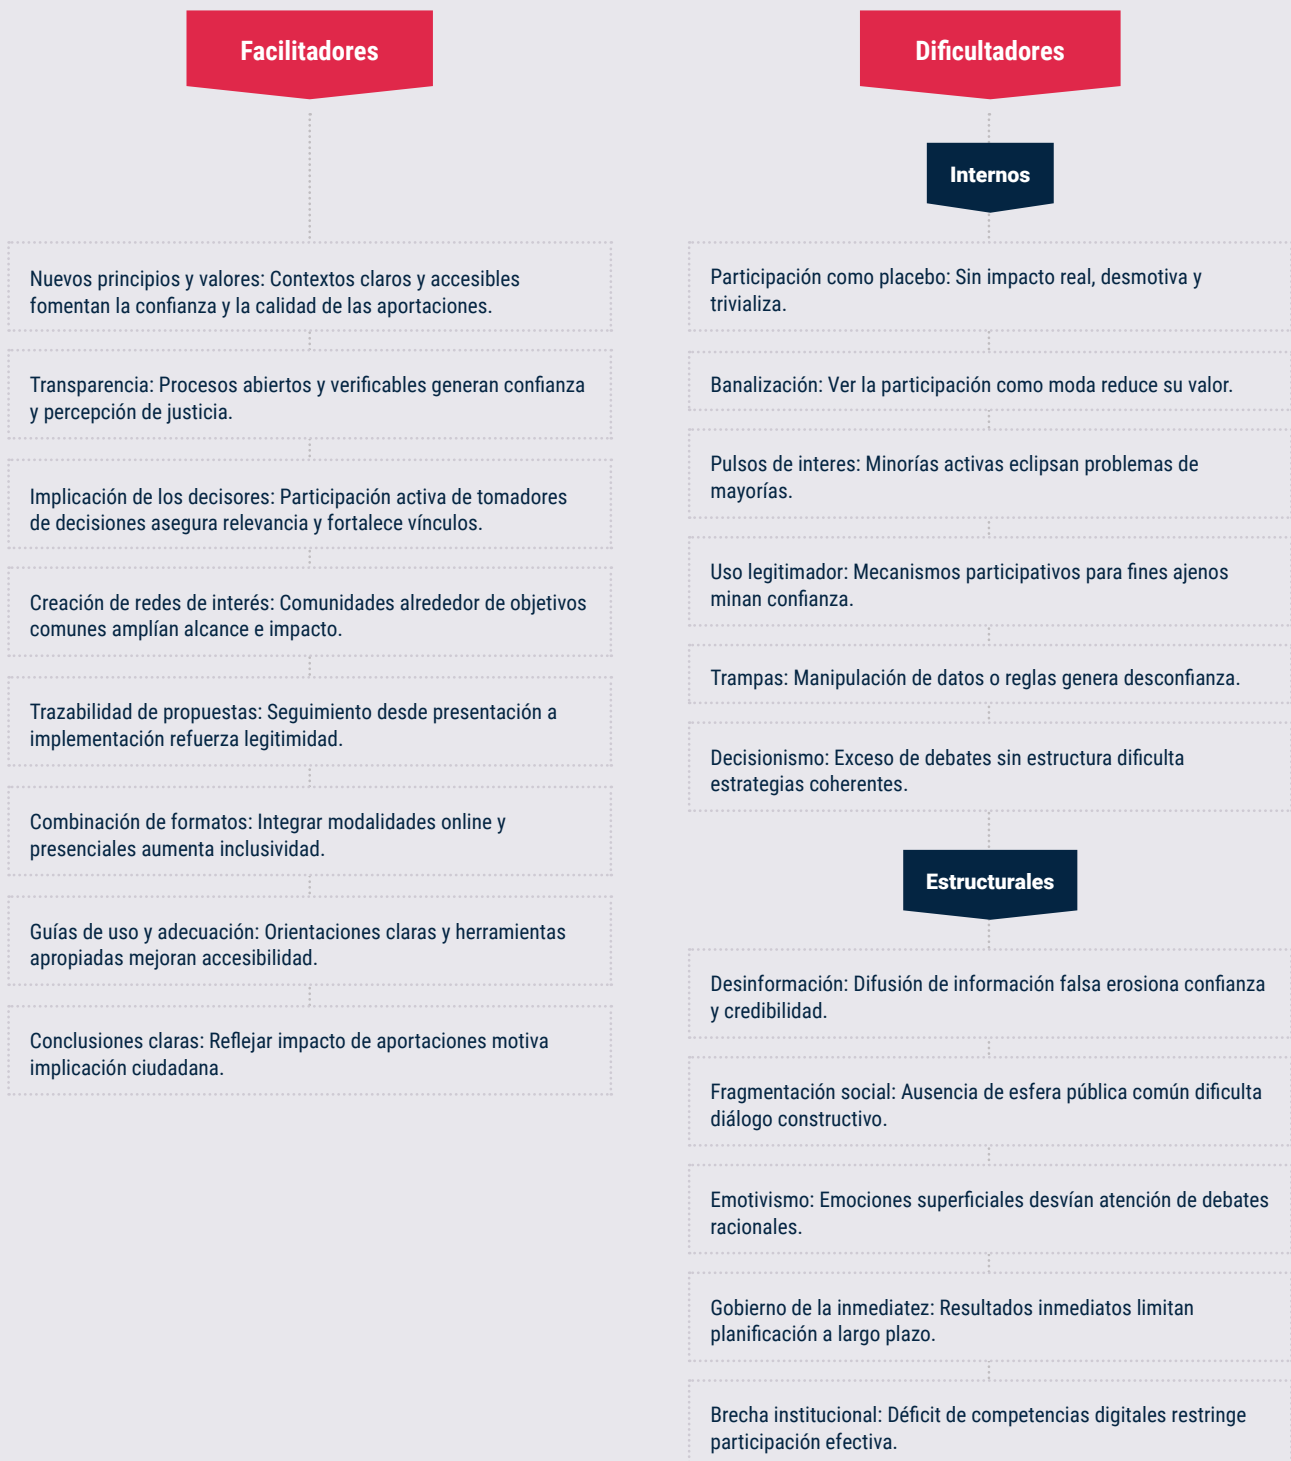 Facilitadores
Nuevos principios y valores: Contextos claros y accesibles
fomentan la confianza y la calidad de las aportaciones.
Transparencia: Procesos abiertos y verificables generan confianza
y percepción de justicia.
Implicación de los decisores: Participación activa de tomadores
de decisiones asegura relevancia y fortalece vínculos.
Creación de redes de interés: Comunidades alrededor de objetivos
comunes amplían alcance e impacto.
Trazabilidad de propuestas: Seguimiento desde presentación a
implementación refuerza legitimidad.
Combinación de formatos: Integrar modalidades online y
presenciales aumenta inclusividad.
Guías de uso y adecuación: Orientaciones claras y herramientas
apropiadas mejoran accesibilidad.
Conclusiones claras: Reflejar impacto de aportaciones motiva
implicación ciudadana.
Dificultadores
Internos
Participación como placebo: Sin impacto real, desmotiva y
trivializa.
Banalización: Ver la participación como moda reduce su valor.
Pulsos de interes: Minorías activas eclipsan problemas de
mayorías.
Uso legitimador: Mecanismos participativos para fines ajenos
minan confianza.
Trampas: Manipulación de datos o reglas genera desconfianza.
Decisionismo: Exceso de debates sin estructura dificulta
estrategias coherentes.
Estructurales
Desinformación: Difusión de información falsa erosiona confianza
y credibilidad.
Fragmentación social: Ausencia de esfera pública común dificulta
diálogo constructivo.
Emotivismo: Emociones superficiales desvían atención de debates
racionales.
Gobierno de la inmediatez: Resultados inmediatos limitan
planificación a largo plazo.
Brecha institucional: Déficit de competencias digitales restringe
participación efectiva.